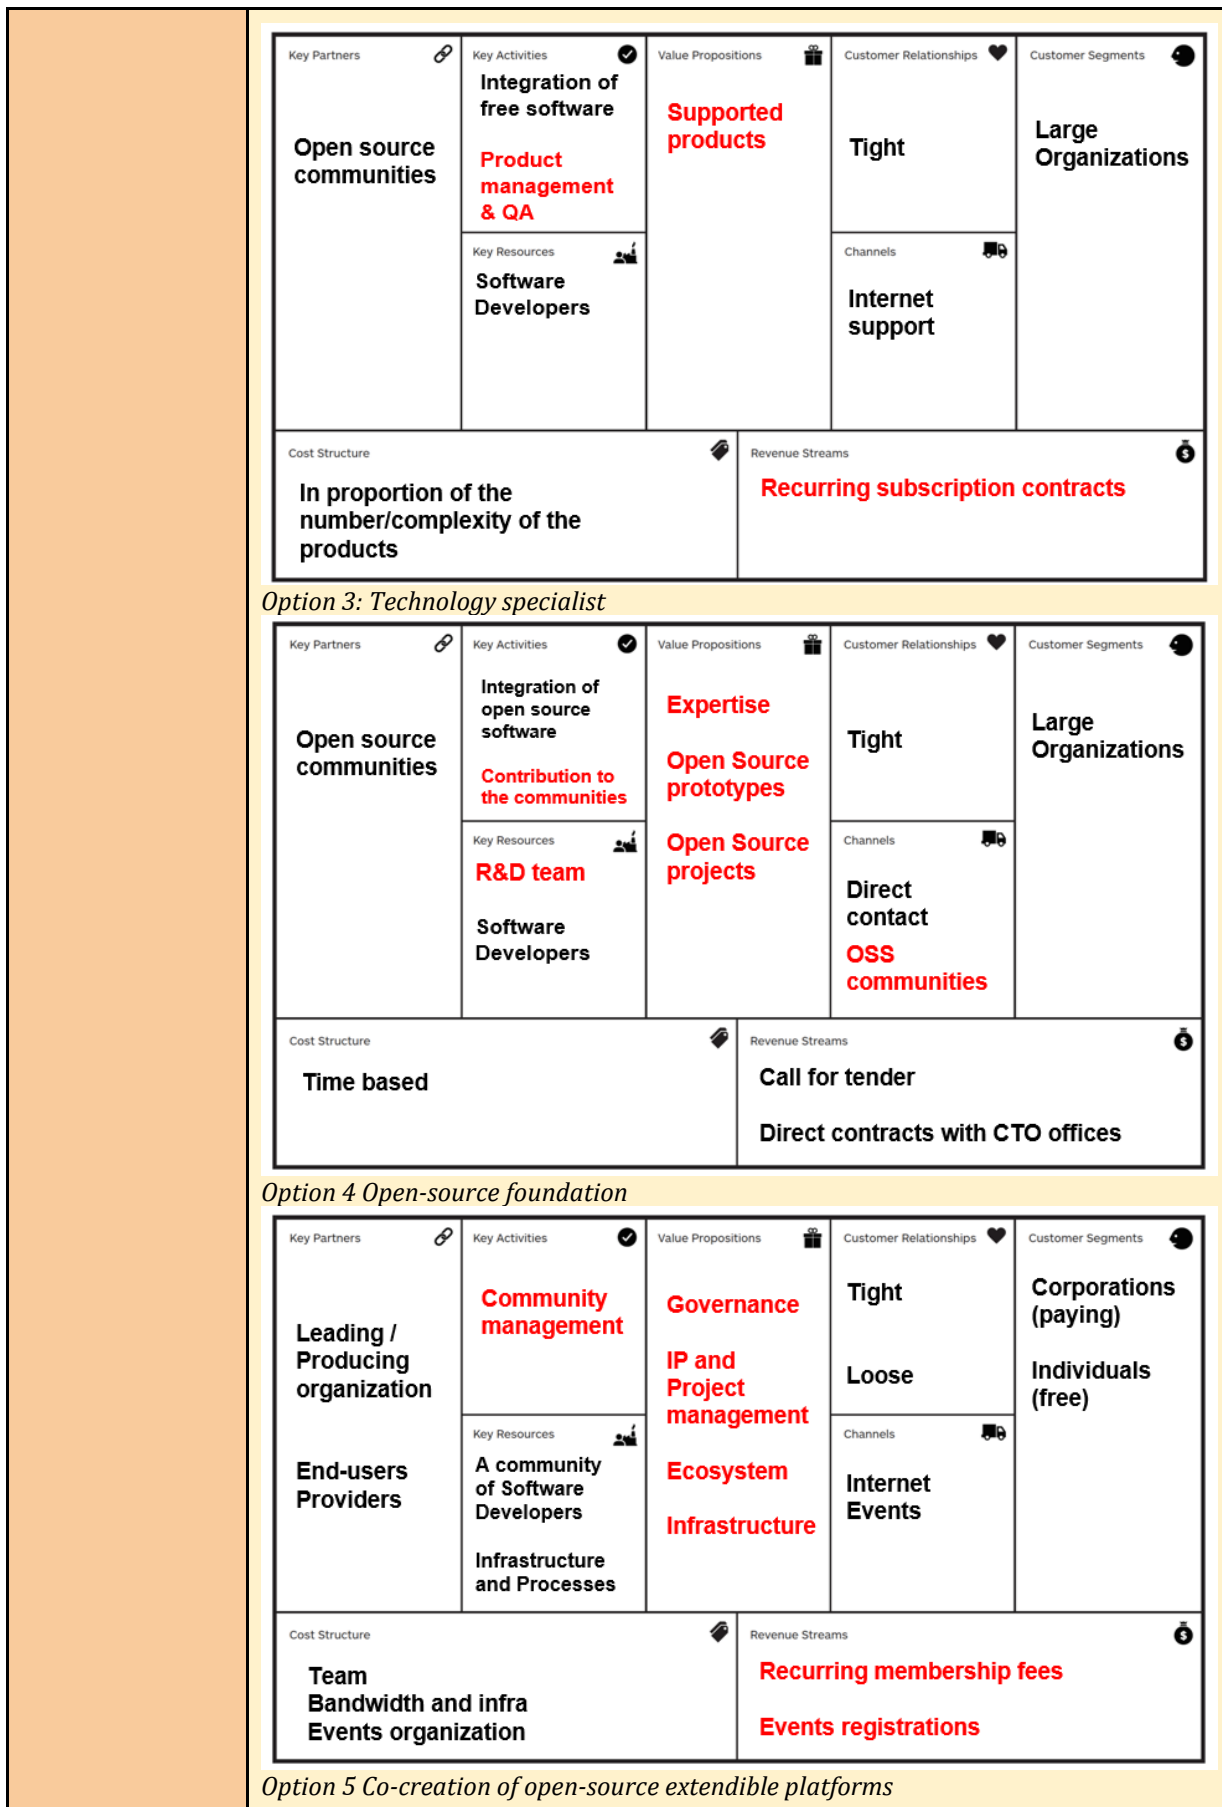 Key Partners
Open source
communities
Key Activities
Integration of
free software
Product
management
& QA
Key Resources
Software
Developers
Value Propositions
Supported
products
Customer Relationships
Tight
Channels
Internet
support
Customer Segments
Large
Organizations
Cost Structure
In proportion of the
number/complexity of the
products
Revenue Streams
Recurring subscription contracts
Option 3: Technology specialist
Key Partners
Open source
communities
Key Activities
Integration of
open source
software
Contribution to
the communities
Key Resources
R&D team
Software
Developers
Value Propositions
Expertise
Open Source
prototypes
Open Source
projects
Customer Relationships
Tight
Channels
Direct
contact
OSS
communities
Customer Segments
Large
Organizations
Cost Structure
Time based
Revenue Streams
Call for tender
Direct contracts with CTO offices
Option 4 Open-source foundation
Key Partners
Leading /
Producing
organization
End-users
Providers
Key Activities
Community
management
Key Resources
A community
of Software
Developers
Infrastructure
and Processes
Value Propositions
Governance
IP and
Project
management
Ecosystem
Infrastructure
Customer Relationships
Tight
Loose
Channels
Internet
Events
Customer Segments
Corporations
(paying)
Individuals
(free)
Cost Structure
Team
Bandwidth and infra
Events organization
Revenue Streams
Recurring membership fees
Events registrations
Option 5 Co-creation of open-source extendible platforms